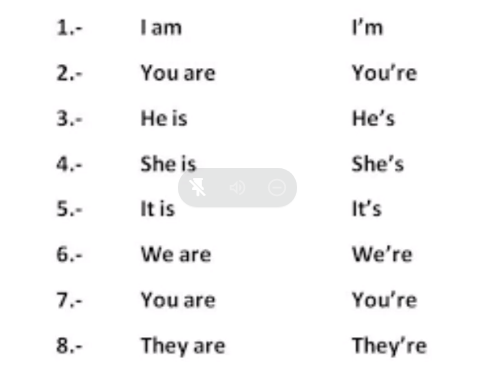 1.- I am I'm
2.- You are You're
3.- He is He's
4.- She is She's
5.- It is It's
6.- We are We're
7.- You are You're
8.- They are They're